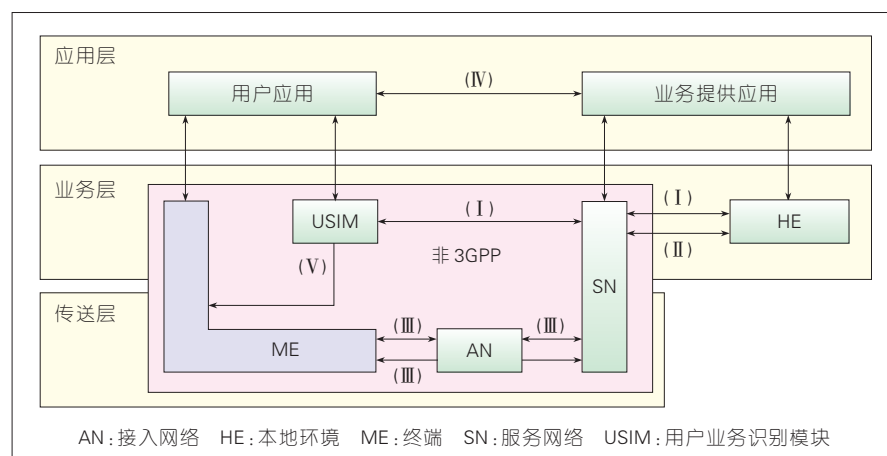 应用层
用户应用
(Ⅳ)
业务提供应用
业务层
USIM
(Ⅰ)
(Ⅰ)
HE
(Ⅱ)
(Ⅴ)
非 3GPP
SN
传送层
ME
(Ⅲ)
AN
(Ⅲ)
(Ⅲ)
AN:接入网络 HE:本地环境 ME:终端 SN:服务网络 USIM:用户业务识别模块